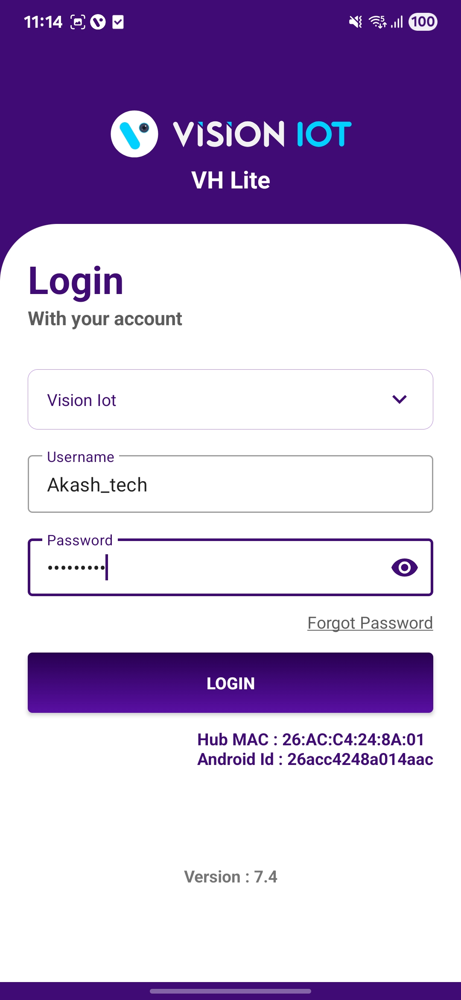 11:14
5
100
VISION IOT
VH Lite
Login
With your account
Vision Iot
Username
Akash_tech
Password
•••••••••
Forgot Password
LOGIN
Hub MAC : 26:AC:C4:24:8A:01
Android Id : 26acc4248a014aac
Version : 7.4